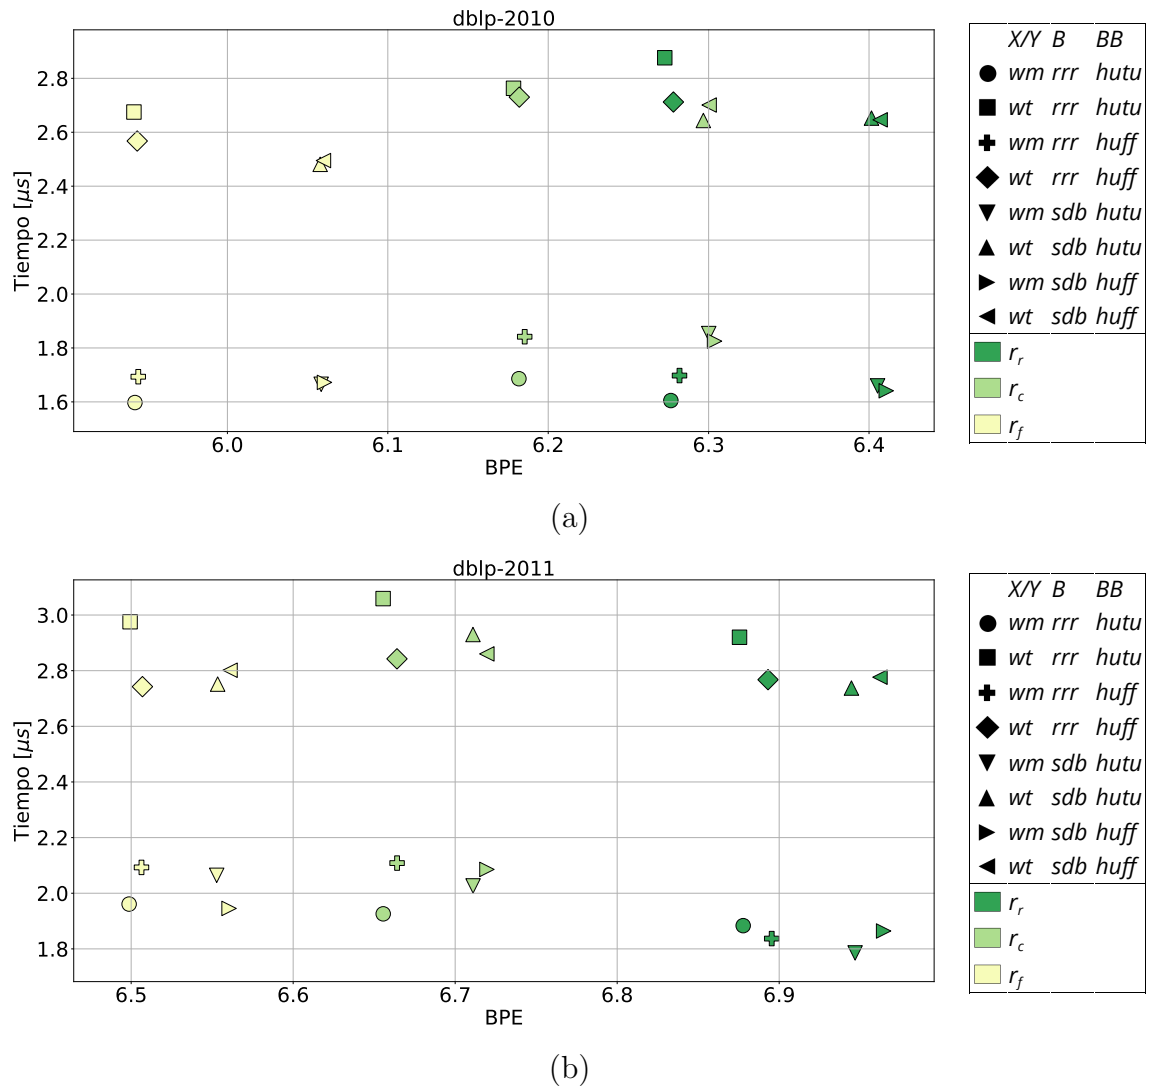 dblp-2010
2.8
2.6
2.4
2.2
2.0
1.8
1.6
Tiempo [μs]
6.0 6.1 6.2 6.3 6.4
BPE
X/Y B BB
wm rrr hutu
wt rrr hutu
wm rrr huff
wt rrr huff
wm sdb hutu
wt sdb hutu
wm sdb huff
wt sdb huff
r_r
r_c
r_f
(a)
dblp-2011
3.0
2.8
2.6
2.4
2.2
2.0
1.8
Tiempo [μs]
6.5 6.6 6.7 6.8 6.9
BPE
X/Y B BB
wm rrr hutu
wt rrr hutu
wm rrr huff
wt rrr huff
wm sdb hutu
wt sdb hutu
wm sdb huff
wt sdb huff
r_r
r_c
r_f
(b)